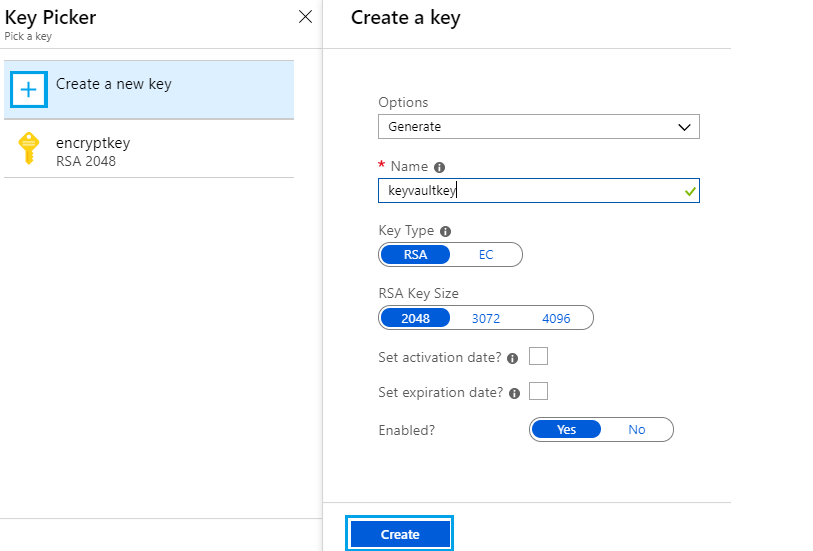 Key Picker
Pick a key
Create a new key
encryptkey
RSA 2048
Create a key
Options
Generate
* Name
keyvaultkey
Key Type
RSA EC
RSA Key Size
2048 3072 4096
Set activation date?
Set expiration date?
Enabled? Yes No
Create